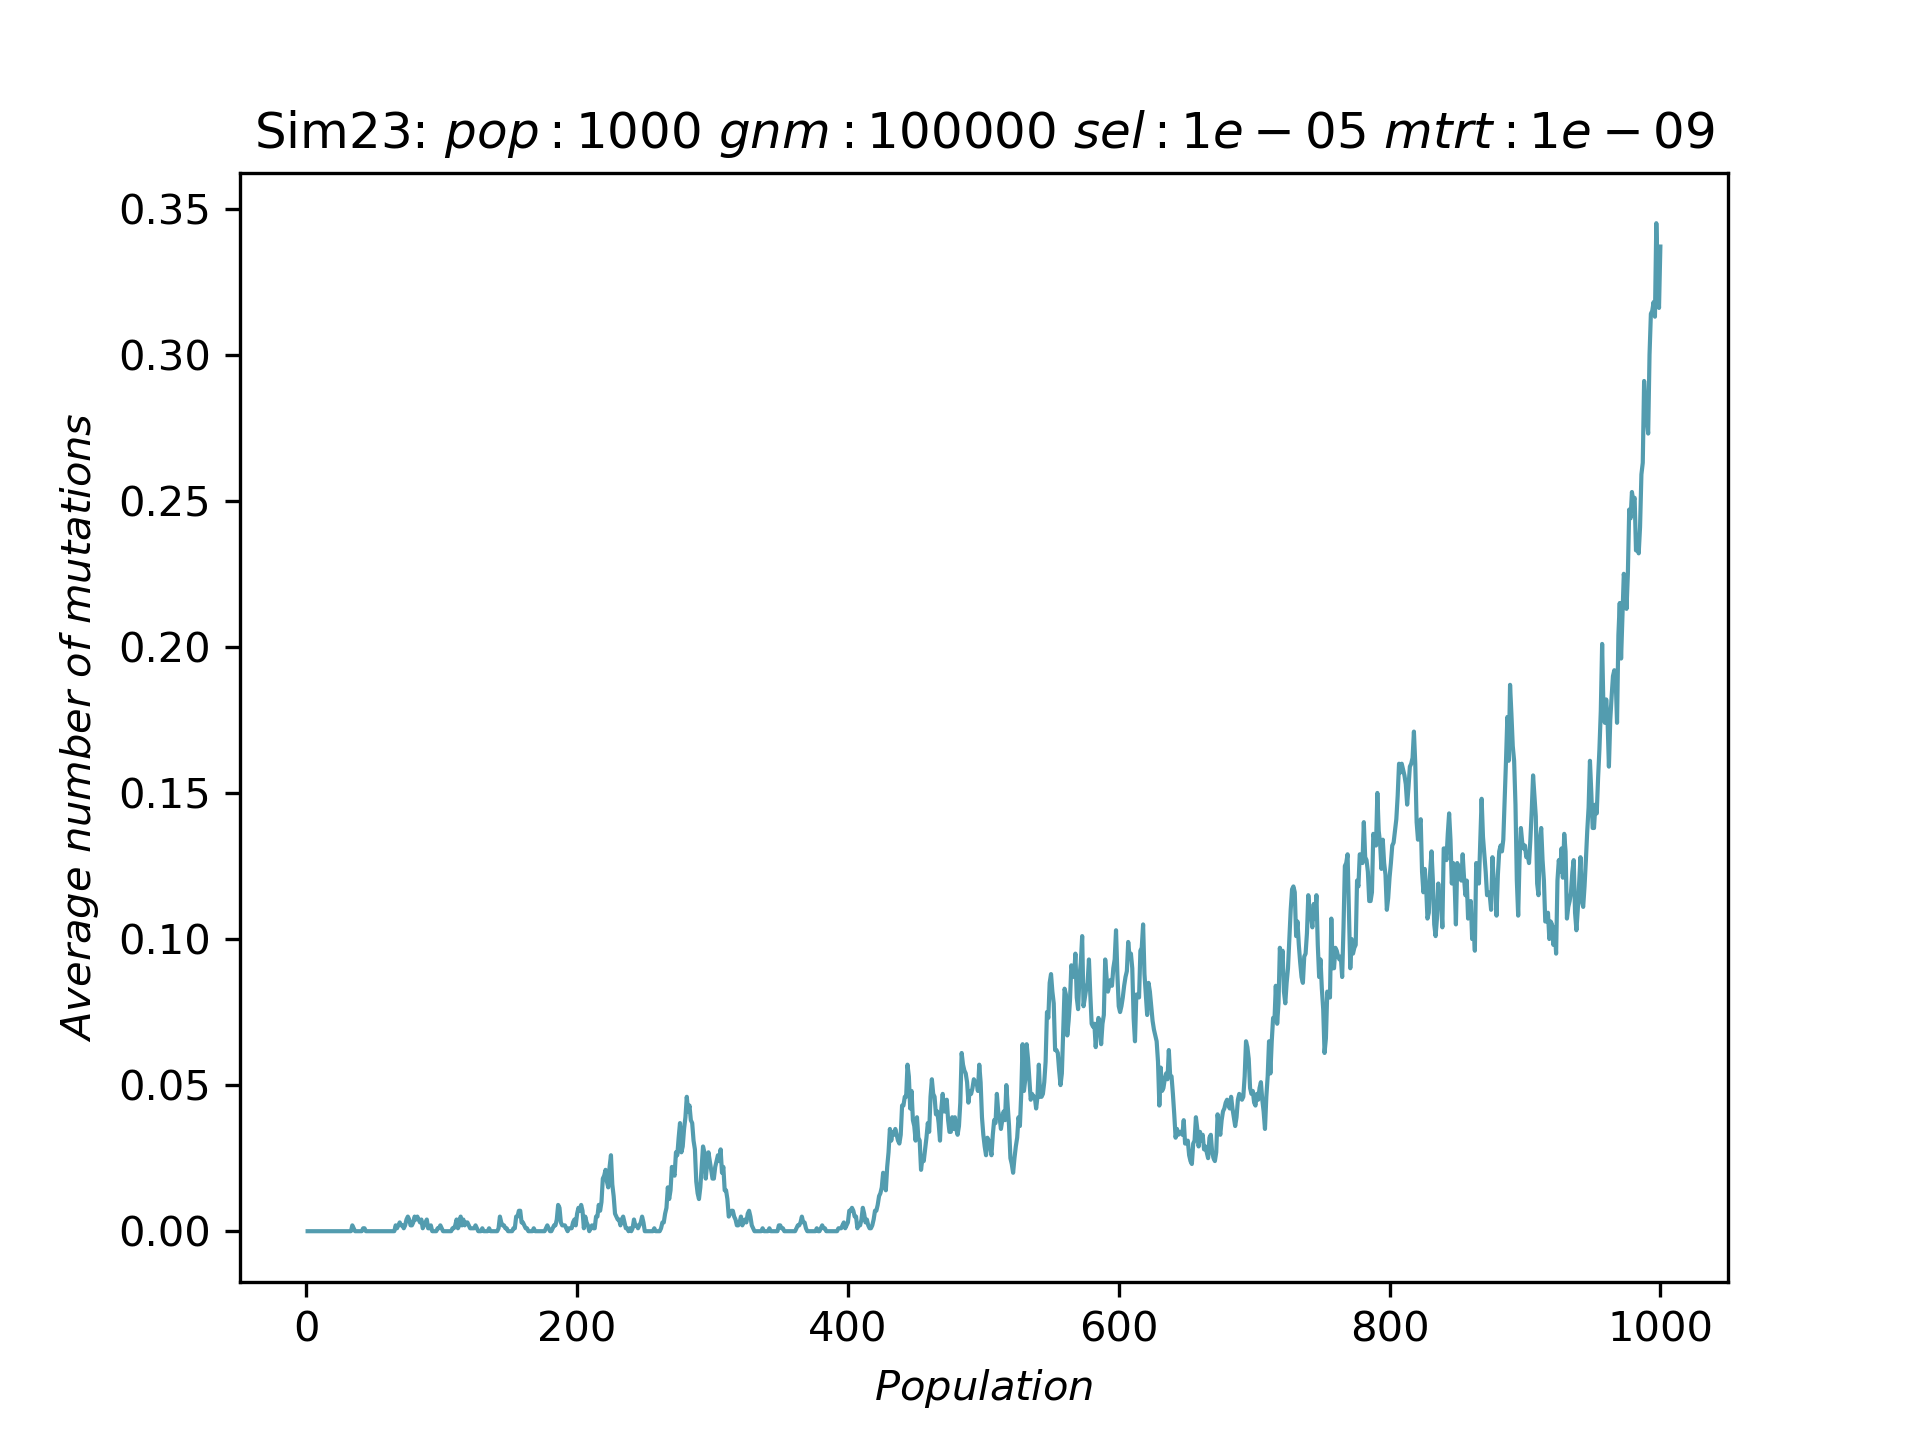 Sim23: pop : 1000 gnm : 100000 sel : 1e − 05 mtrt : 1e − 09
0.35
0.30
0.25
0.20
0.15
0.10
0.05
0.00
Average number of mutations
0 200 400 600 800 1000
Population